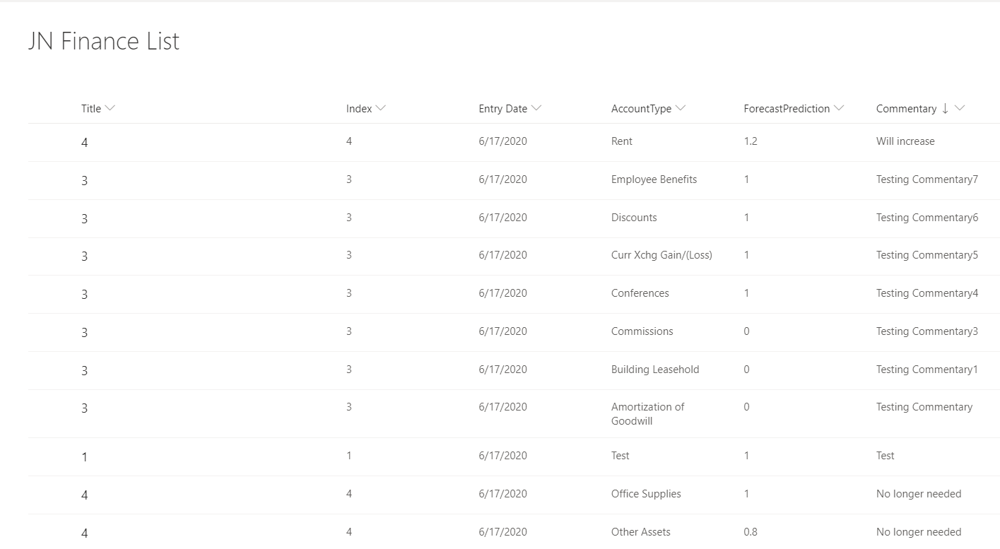 JN Finance List
Title Index Entry Date AccountType ForecastPrediction Commentary ↓
4 4 6/17/2020 Rent 1.2 Will increase
3 3 6/17/2020 Employee Benefits 1 Testing Commentary7
3 3 6/17/2020 Discounts 1 Testing Commentary6
3 3 6/17/2020 Curr Xchg Gain/(Loss) 1 Testing Commentary5
3 3 6/17/2020 Conferences 1 Testing Commentary4
3 3 6/17/2020 Commissions 0 Testing Commentary3
3 3 6/17/2020 Building Leasehold 0 Testing Commentary1
3 3 6/17/2020 Amortization of 0 Testing Commentary
Goodwill
1 1 6/17/2020 Test 1 Test
4 4 6/17/2020 Office Supplies 1 No longer needed
4 4 6/17/2020 Other Assets 0.8 No longer needed